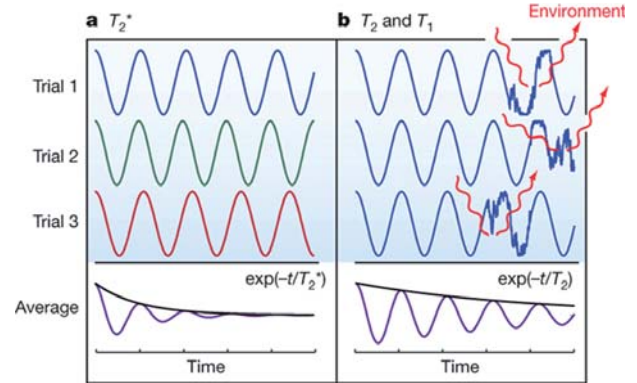 a T₂*
b T₂ and T₁
Environment
Trial 1
Trial 2
Trial 3
exp(–t/T₂*)
exp(–t/T₂)
Average
Time
Time